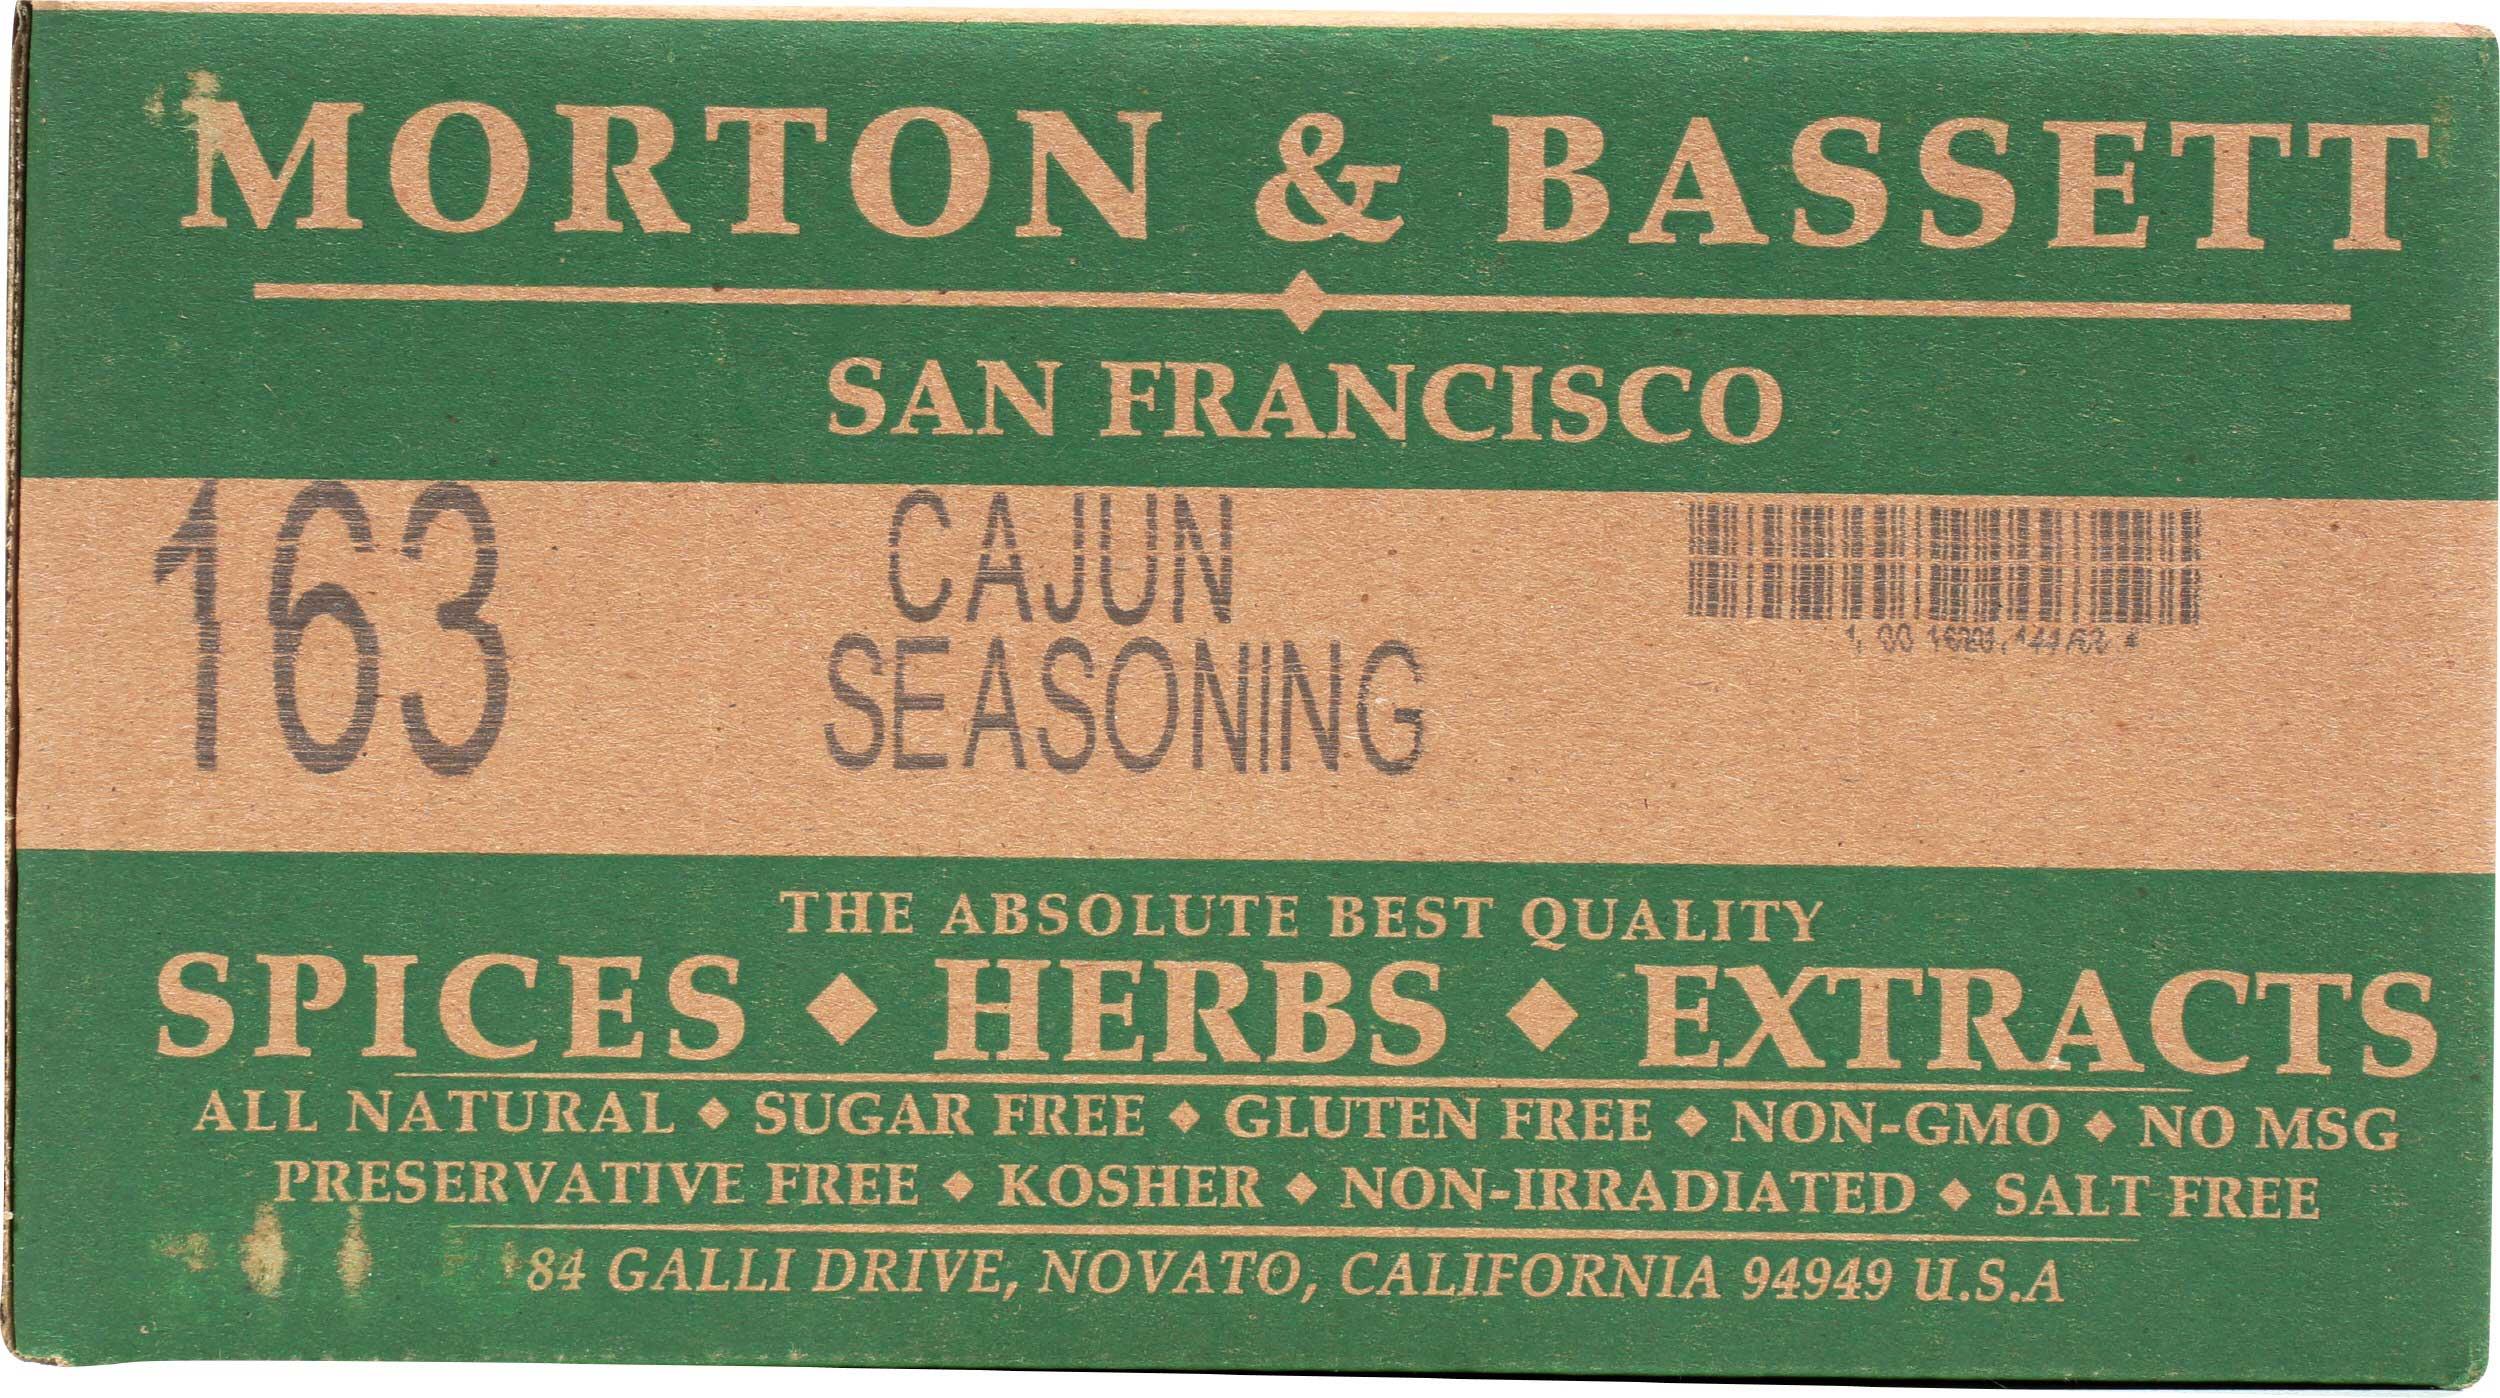 MORTON & BASSETT
SAN FRANCISCO
163
CAJUN
SEASONING
THE ABSOLUTE BEST QUALITY
SPICES ◆ HERBS ◆ EXTRACTS
ALL NATURAL ◆ SUGAR FREE ◆ GLUTEN FREE ◆ NON-GMO ◆ NO MSG
PRESERVATIVE FREE ◆ KOSHER ◆ NON-IRRADIATED ◆ SALT FREE
84 GALLI DRIVE, NOVATO, CALIFORNIA 94949 U.S.A